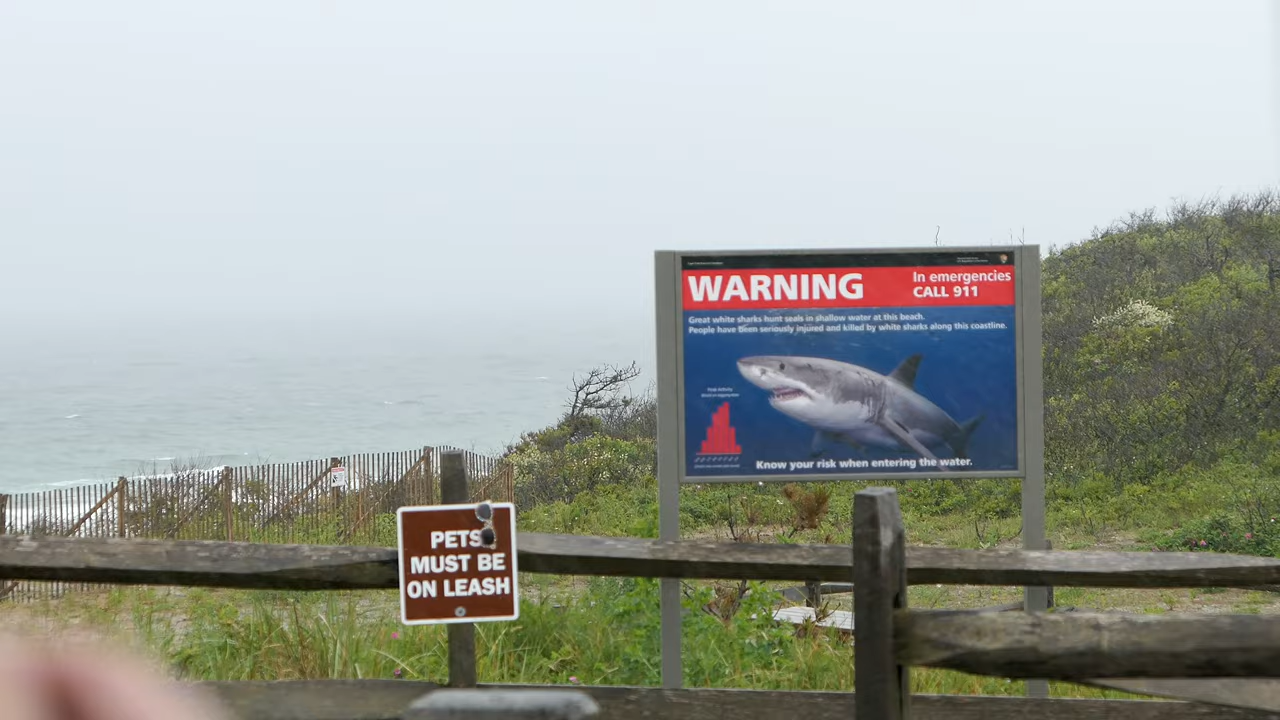 WARNING
In emergencies
CALL 911
Great white sharks hunt seals in shallow water at this beach.
People have been seriously injured and killed by white sharks along this coastline.
Know your risk when entering the water.
PETS
MUST BE
ON LEASH